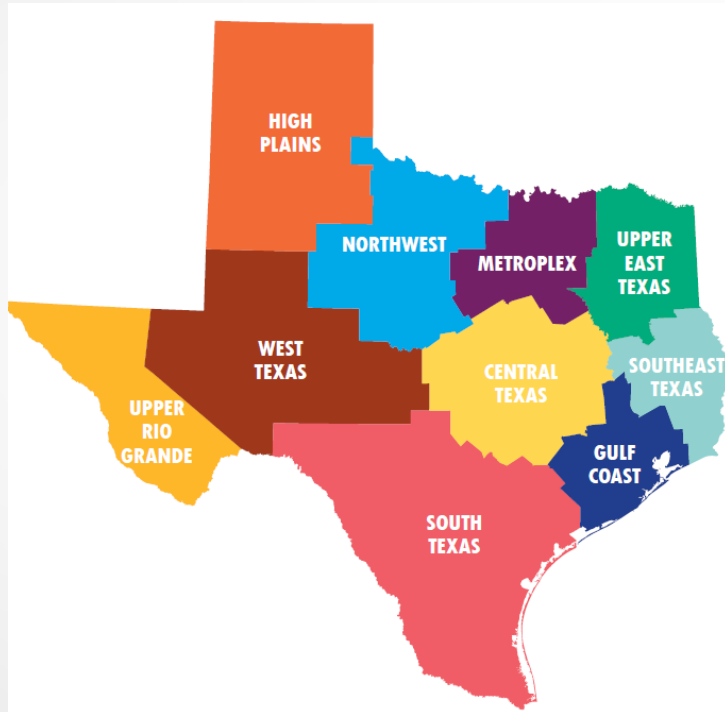 HIGH
PLAINS
NORTHWEST
METROPLEX
UPPER
EAST
TEXAS
WEST
TEXAS
CENTRAL
TEXAS
SOUTHEAST
TEXAS
UPPER
RIO
GRANDE
GULF
COAST
SOUTH
TEXAS